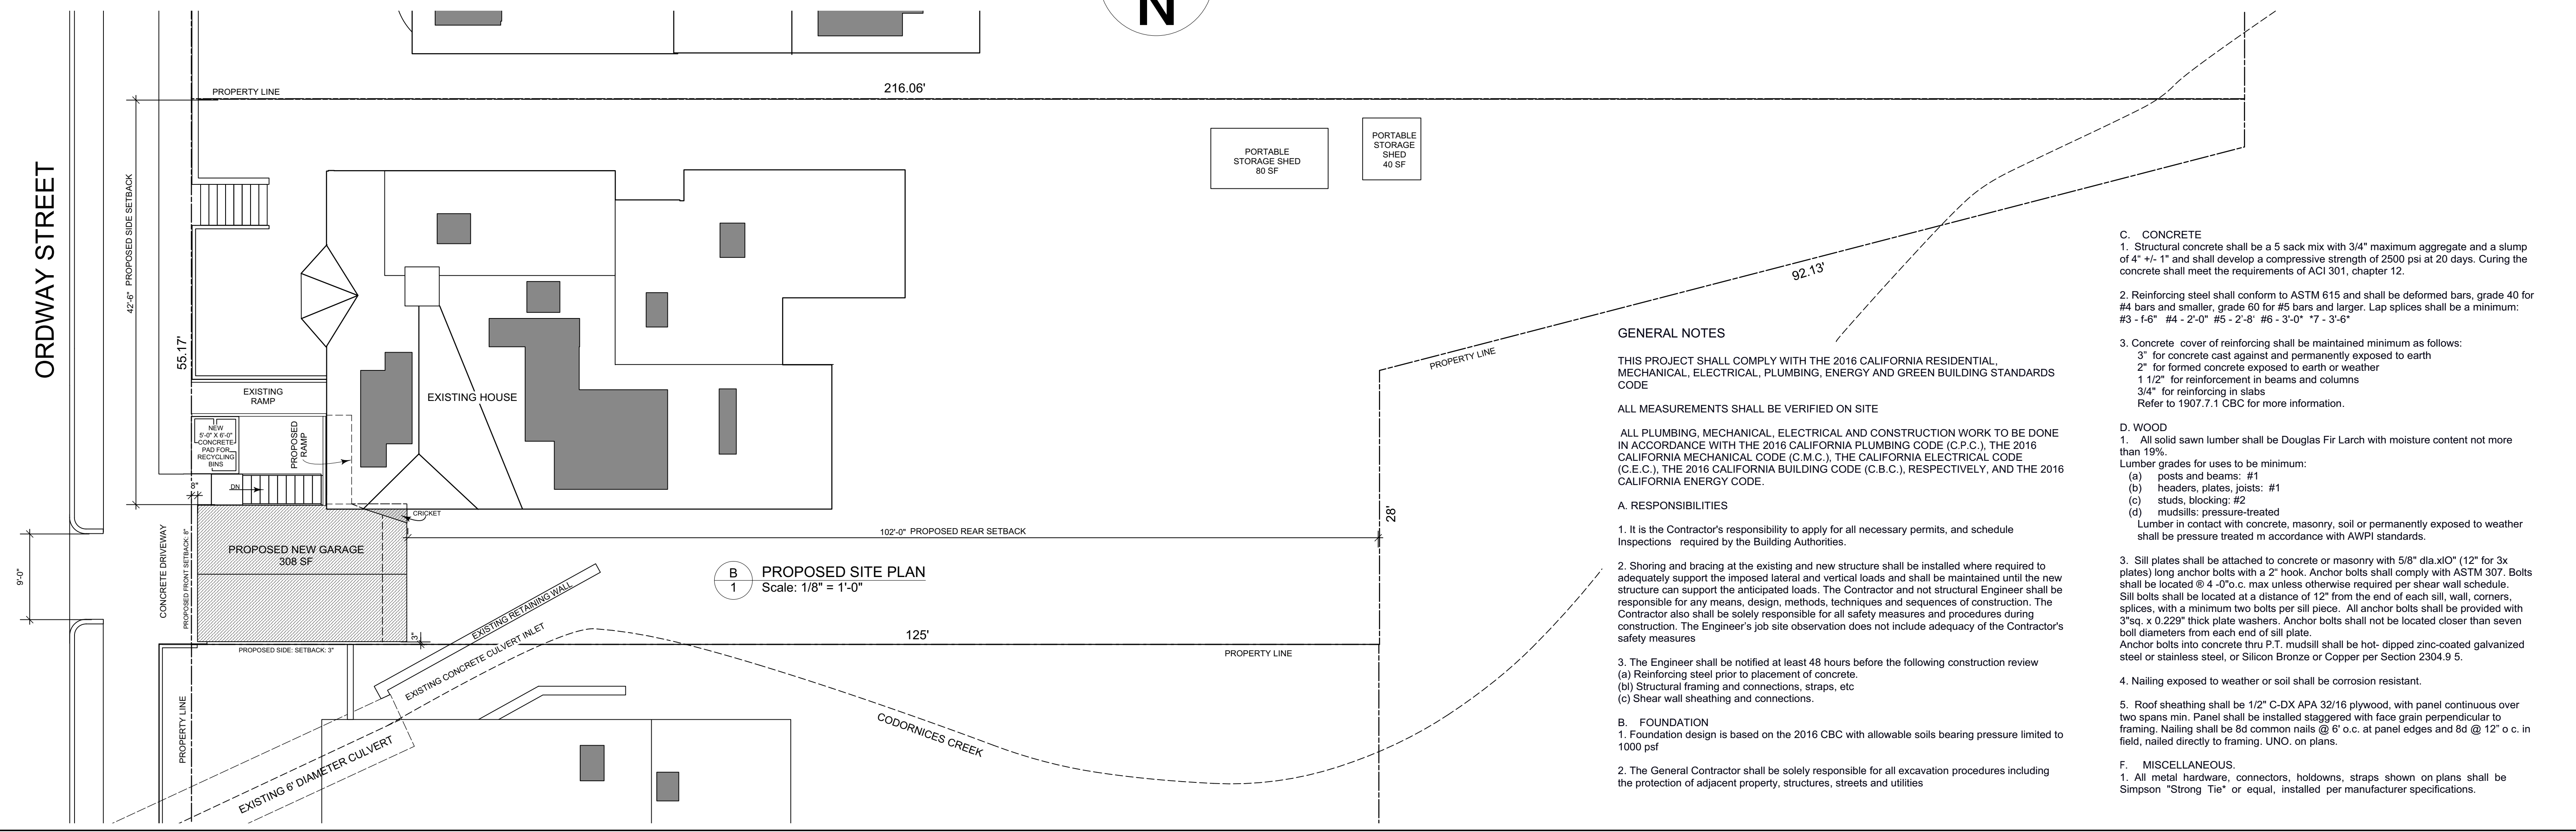 N
216.06'
PROPERTY LINE
ORDWAY STREET
42'-6" PROPOSED SIDE SETBACK
55.17'
PORTABLE
STORAGE SHED
80 SF
PORTABLE
STORAGE
SHED
40 SF
92.13'
PROPERTY LINE
EXISTING
RAMP
NEW
5'-0" X 6'-0"
CONCRETE
PAD FOR
RECYCLING
BINS
PROPOSED
RAMP
EXISTING HOUSE
8"
DN
CRICKET
102'-0" PROPOSED REAR SETBACK
28'
9'-0"
CONCRETE DRIVEWAY
PROPOSED FRONT SETBACK: 8"
PROPOSED NEW GARAGE
308 SF
B
1
PROPOSED SITE PLAN
Scale: 1/8" = 1'-0"
EXISTING RETAINING WALL
EXISTING CONCRETE CULVERT INLET
3"
125'
PROPOSED SIDE: SETBACK: 3"
PROPERTY LINE
PROPERTY LINE
CODORNICES CREEK
EXISTING 6' DIAMETER CULVERT
GENERAL NOTES
THIS PROJECT SHALL COMPLY WITH THE 2016 CALIFORNIA RESIDENTIAL,
MECHANICAL, ELECTRICAL, PLUMBING, ENERGY AND GREEN BUILDING STANDARDS
CODE
ALL MEASUREMENTS SHALL BE VERIFIED ON SITE
ALL PLUMBING, MECHANICAL, ELECTRICAL AND CONSTRUCTION WORK TO BE DONE
IN ACCORDANCE WITH THE 2016 CALIFORNIA PLUMBING CODE (C.P.C.), THE 2016
CALIFORNIA MECHANICAL CODE (C.M.C.), THE CALIFORNIA ELECTRICAL CODE
(C.E.C.), THE 2016 CALIFORNIA BUILDING CODE (C.B.C.), RESPECTIVELY, AND THE 2016
CALIFORNIA ENERGY CODE.
A. RESPONSIBILITIES
1. It is the Contractor's responsibility to apply for all necessary permits, and schedule
Inspections required by the Building Authorities.
2. Shoring and bracing at the existing and new structure shall be installed where required to
adequately support the imposed lateral and vertical loads and shall be maintained until the new
structure can support the anticipated loads. The Contractor and not structural Engineer shall be
responsible for any means, design, methods, techniques and sequences of construction. The
Contractor also shall be solely responsible for all safety measures and procedures during
construction. The Engineer's job site observation does not include adequacy of the Contractor's
safety measures
3. The Engineer shall be notified at least 48 hours before the following construction review
(a) Reinforcing steel prior to placement of concrete.
(bl) Structural framing and connections, straps, etc
(c) Shear wall sheathing and connections.
B. FOUNDATION
1. Foundation design is based on the 2016 CBC with allowable soils bearing pressure limited to
1000 psf
2. The General Contractor shall be solely responsible for all excavation procedures including
the protection of adjacent property, structures, streets and utilities
C. CONCRETE
1. Structural concrete shall be a 5 sack mix with 3/4" maximum aggregate and a slump
of 4" +/- 1" and shall develop a compressive strength of 2500 psi at 20 days. Curing the
concrete shall meet the requirements of ACI 301, chapter 12.
2. Reinforcing steel shall conform to ASTM 615 and shall be deformed bars, grade 40 for
#4 bars and smaller, grade 60 for #5 bars and larger. Lap splices shall be a minimum:
#3 - f-6" #4 - 2'-0" #5 - 2'-8' #6 - 3'-0* *7 - 3'-6*
3. Concrete cover of reinforcing shall be maintained minimum as follows:
3" for concrete cast against and permanently exposed to earth
2" for formed concrete exposed to earth or weather
1 1/2" for reinforcement in beams and columns
3/4" for reinforcing in slabs
Refer to 1907.7.1 CBC for more information.
D. WOOD
1. All solid sawn lumber shall be Douglas Fir Larch with moisture content not more
than 19%.
Lumber grades for uses to be minimum:
(a) posts and beams: #1
(b) headers, plates, joists: #1
(c) studs, blocking: #2
(d) mudsills: pressure-treated
Lumber in contact with concrete, masonry, soil or permanently exposed to weather
shall be pressure treated m accordance with AWPI standards.
3. Sill plates shall be attached to concrete or masonry with 5/8" dla.xlO" (12" for 3x
plates) long anchor bolts with a 2" hook. Anchor bolts shall comply with ASTM 307. Bolts
shall be located ® 4 -0"o.c. max unless otherwise required per shear wall schedule.
Sill bolts shall be located at a distance of 12" from the end of each sill, wall, corners,
splices, with a minimum two bolts per sill piece. All anchor bolts shall be provided with
3"sq. x 0.229" thick plate washers. Anchor bolts shall not be located closer than seven
boll diameters from each end of sill plate.
Anchor bolts into concrete thru P.T. mudsill shall be hot- dipped zinc-coated galvanized
steel or stainless steel, or Silicon Bronze or Copper per Section 2304.9 5.
4. Nailing exposed to weather or soil shall be corrosion resistant.
5. Roof sheathing shall be 1/2" C-DX APA 32/16 plywood, with panel continuous over
two spans min. Panel shall be installed staggered with face grain perpendicular to
framing. Nailing shall be 8d common nails @ 6' o.c. at panel edges and 8d @ 12" o c. in
field, nailed directly to framing. UNO. on plans.
F. MISCELLANEOUS.
1. All metal hardware, connectors, holdowns, straps shown on plans shall be
Simpson "Strong Tie* or equal, installed per manufacturer specifications.